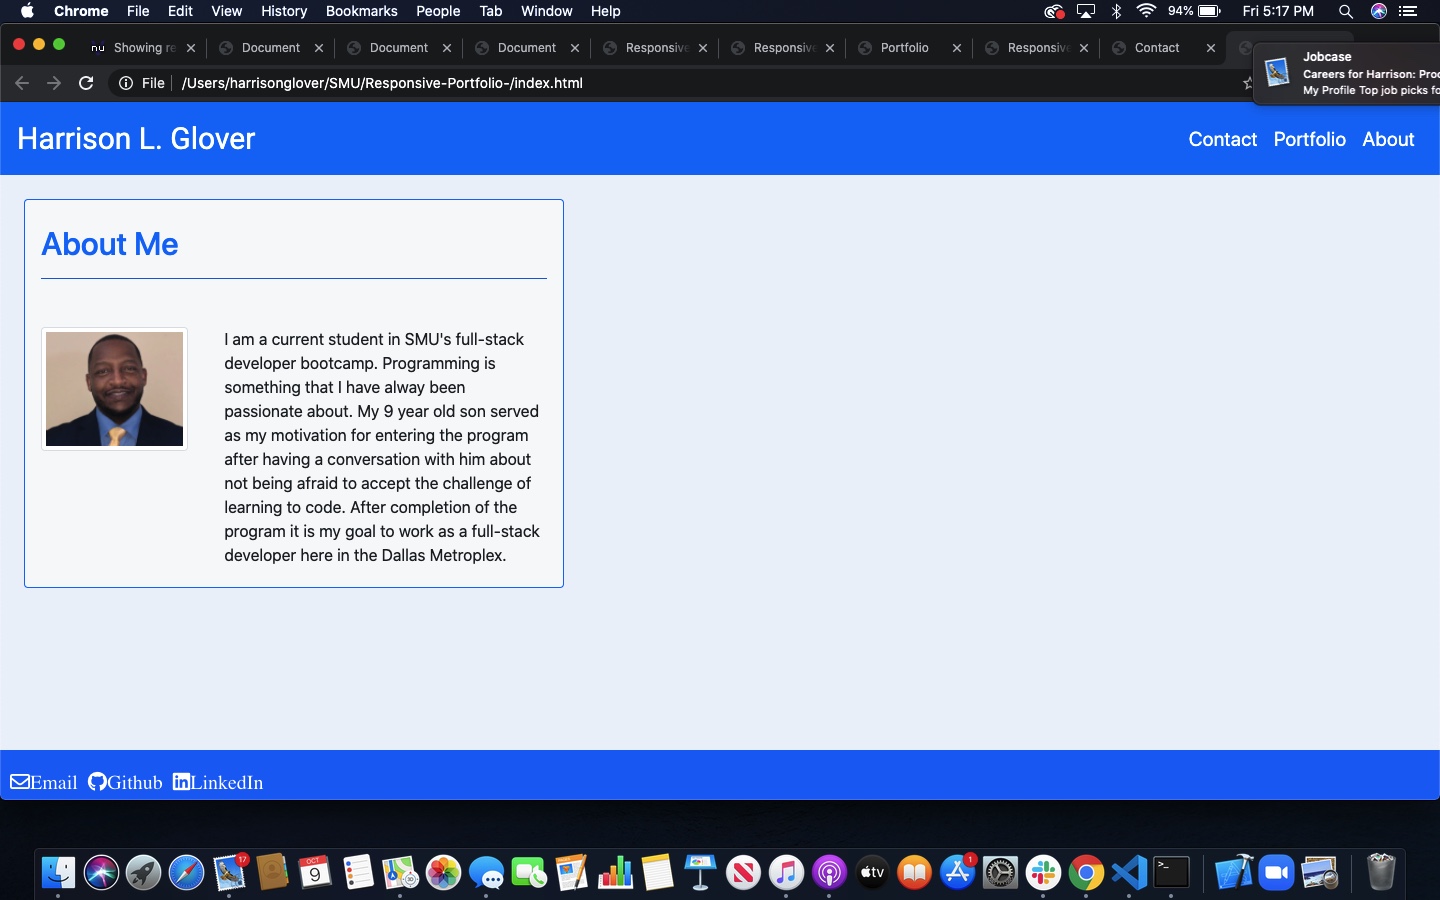 Chrome File Edit View History Bookmarks People Tab Window Help 94% Fri 5:17 PM
Showing re Document Document Document Responsive Responsive Portfolio Responsive Contact
File /Users/harrisonglover/SMU/Responsive-Portfolio-/index.html
Jobcase
Careers for Harrison: Pro
My Profile Top job picks fo
Harrison L. Glover
Contact Portfolio About
About Me
I am a current student in SMU's full-stack
developer bootcamp. Programming is
something that I have alway been
passionate about. My 9 year old son served
as my motivation for entering the program
after having a conversation with him about
not being afraid to accept the challenge of
learning to code. After completion of the
program it is my goal to work as a full-stack
developer here in the Dallas Metroplex.
Email Github LinkedIn
17
OCT
9
1
tv